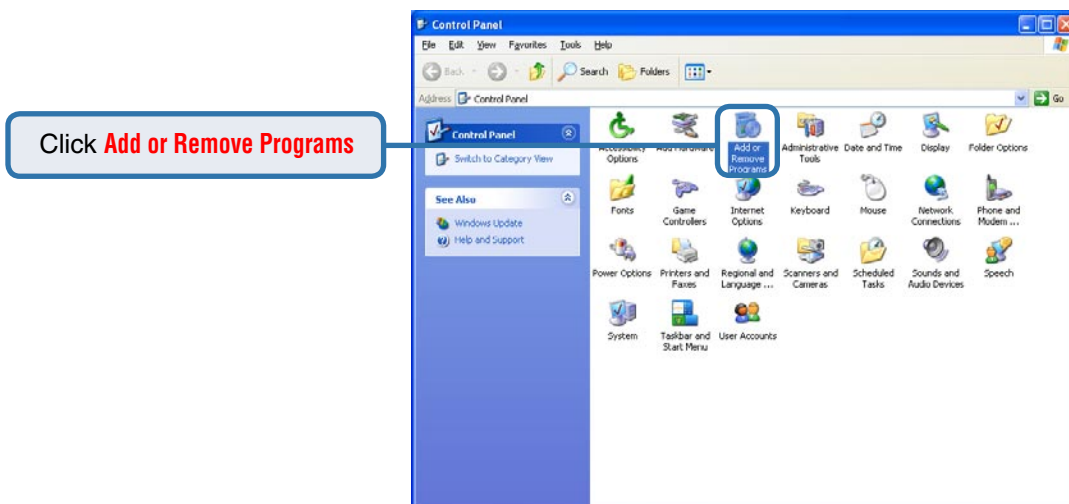 Click Add or Remove Programs
Control Panel
File Edit View Favorites Tools Help
Back Search Folders
Address Control Panel Go
Control Panel
Switch to Category View
See Also
Windows Update
Help and Support
Accessibility Add Hardware Add or Administrative Date and Time Display Folder Options
Options Remove Tools
Programs
Fonts Game Internet Keyboard Mouse Network Phone and
Controllers Options Connections Modem ...
Power Options Printers and Regional and Scanners and Scheduled Sounds and Speech
Faxes Language ... Cameras Tasks Audio Devices
System Taskbar and User Accounts
Start Menu